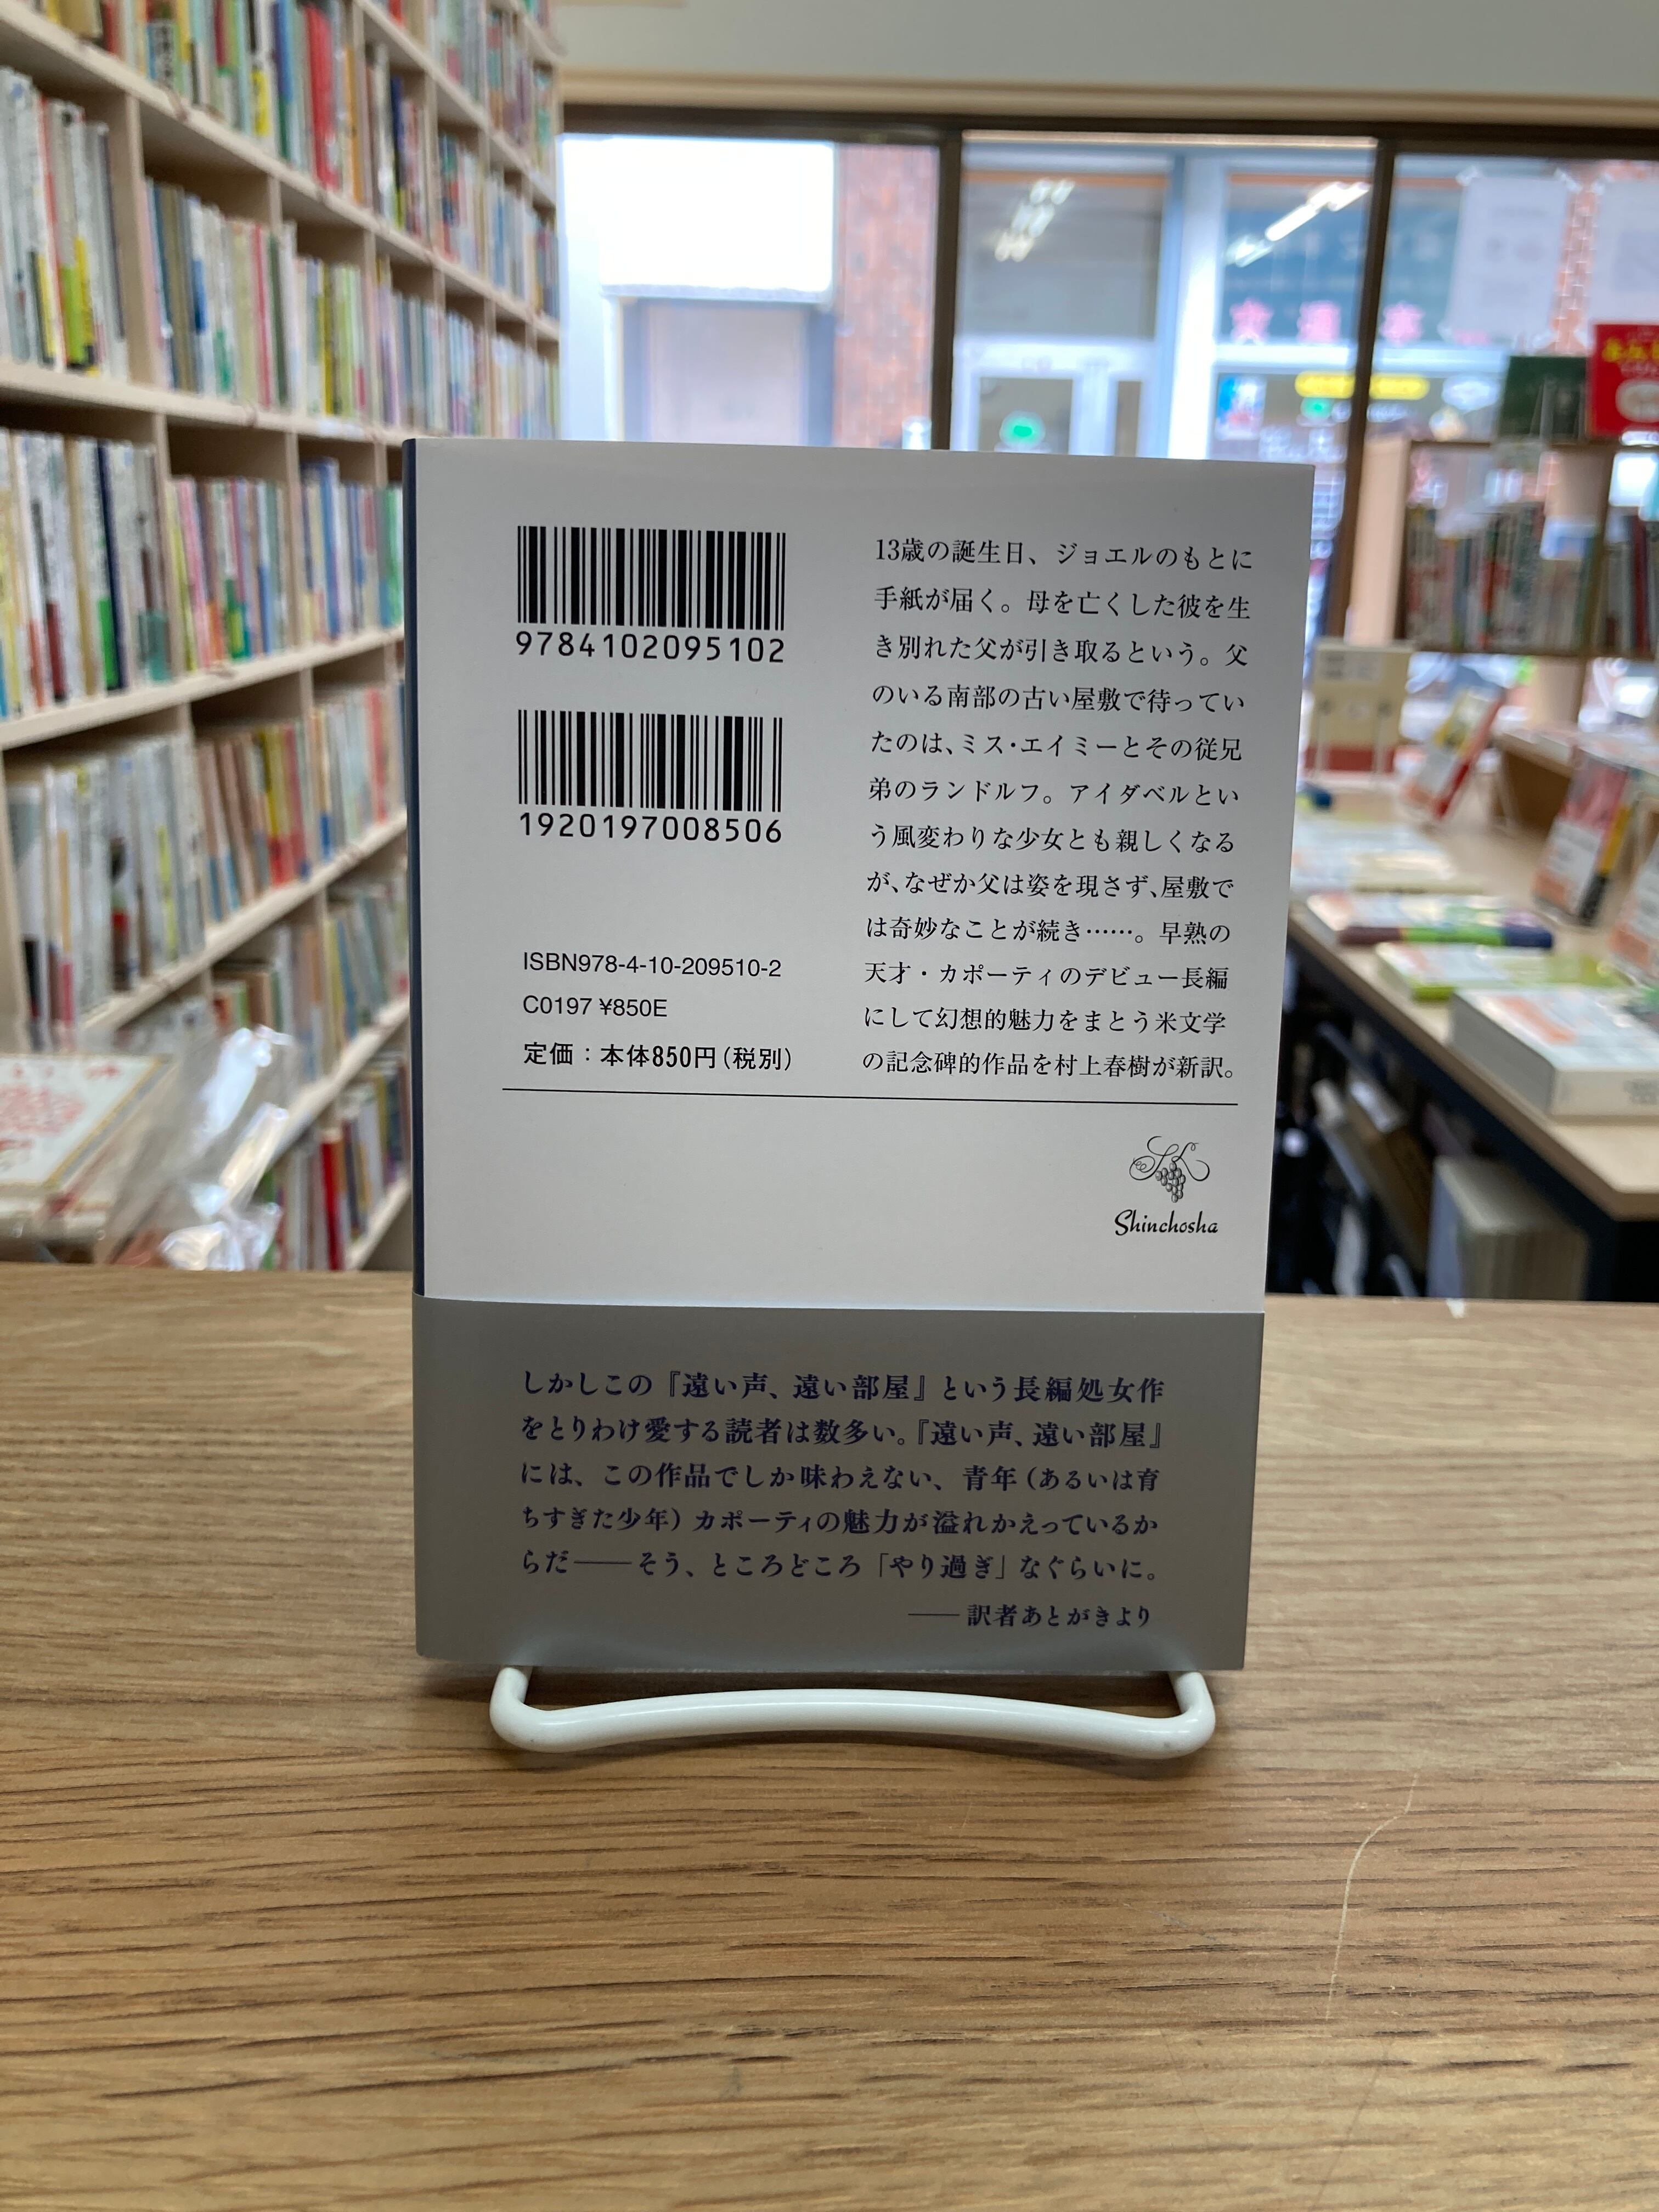 9784102095102
1920197008506
ISBN978-4-10-209510-2
C0197 ¥850E
定価：本体850円（税別）
13歳の誕生日、ジョエルのもとに
手紙が届く。母を亡くした彼を生
き別れた父が引き取るという。父
のいる南部の古い屋敷で待ってい
たのは、ミス・エイミーとその従兄
弟のランドルフ。アイダベルとい
う風変わりな少女とも親しくなる
が、なぜか父は姿を現さず、屋敷で
は奇妙なことが続き……。早熟の
天才・カポーティのデビュー長編
にして幻想的魅力をまとう米文学
の記念碑的作品を村上春樹が新訳。
Shinchosha
しかしこの『遠い声、遠い部屋』という長編処女作
をとりわけ愛する読者は数多い。『遠い声、遠い部屋』
には、この作品でしか味わえない、青年（あるいは育
ちすぎた少年）カポーティの魅力が溢れかえっているか
らだ――そう、ところどころ「やり過ぎ」なぐらいに。
――訳者あとがきより